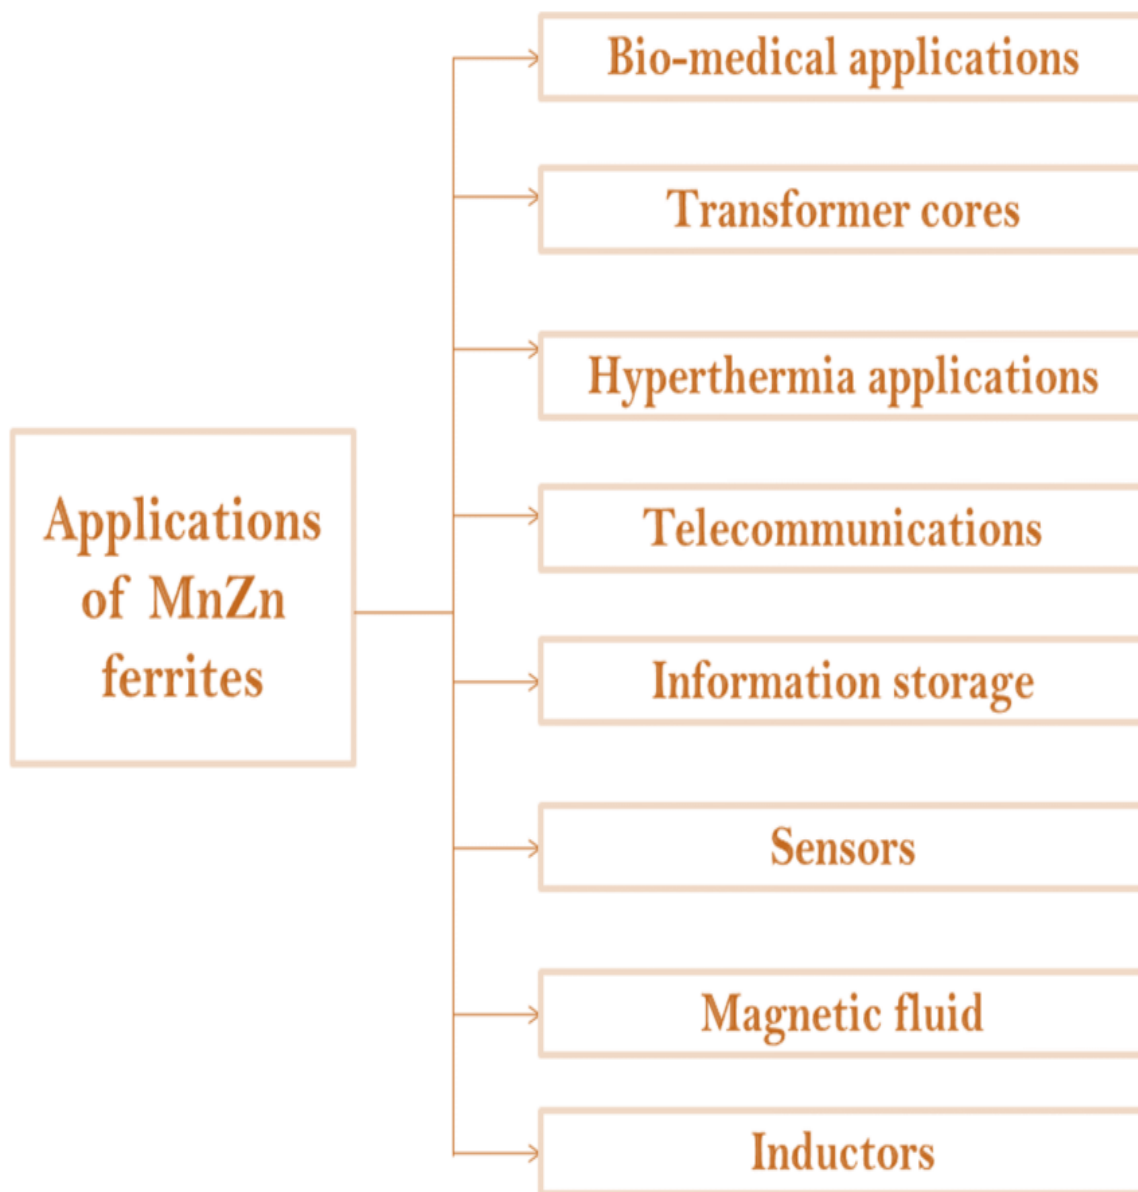 Applications
of MnZn
ferrites
Bio-medical applications
Transformer cores
Hyperthermia applications
Telecommunications
Information storage
Sensors
Magnetic fluid
Inductors